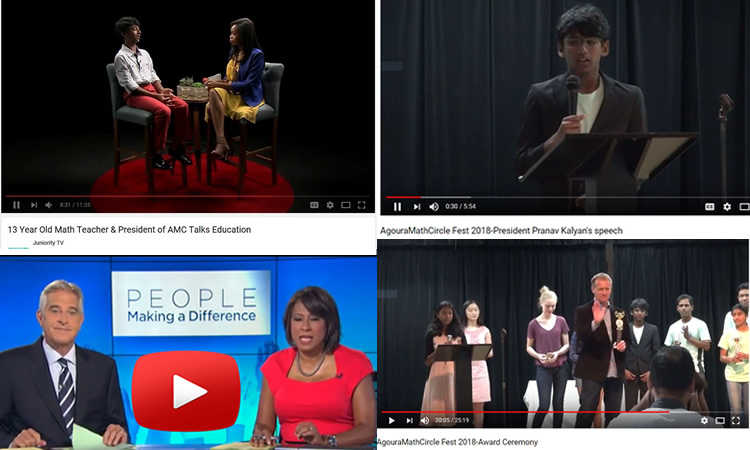 8:31 / 11:35
CC
13 Year Old Math Teacher & President of AMC Talks Education
Juniority TV
0:30 / 5:54
CC
AgouraMathCircle Fest 2018-President Pranav Kalyan's speech
PEOPLE
Making a Difference
20:05 / 25:19
AgouraMathCircle Fest 2018-Award Ceremony